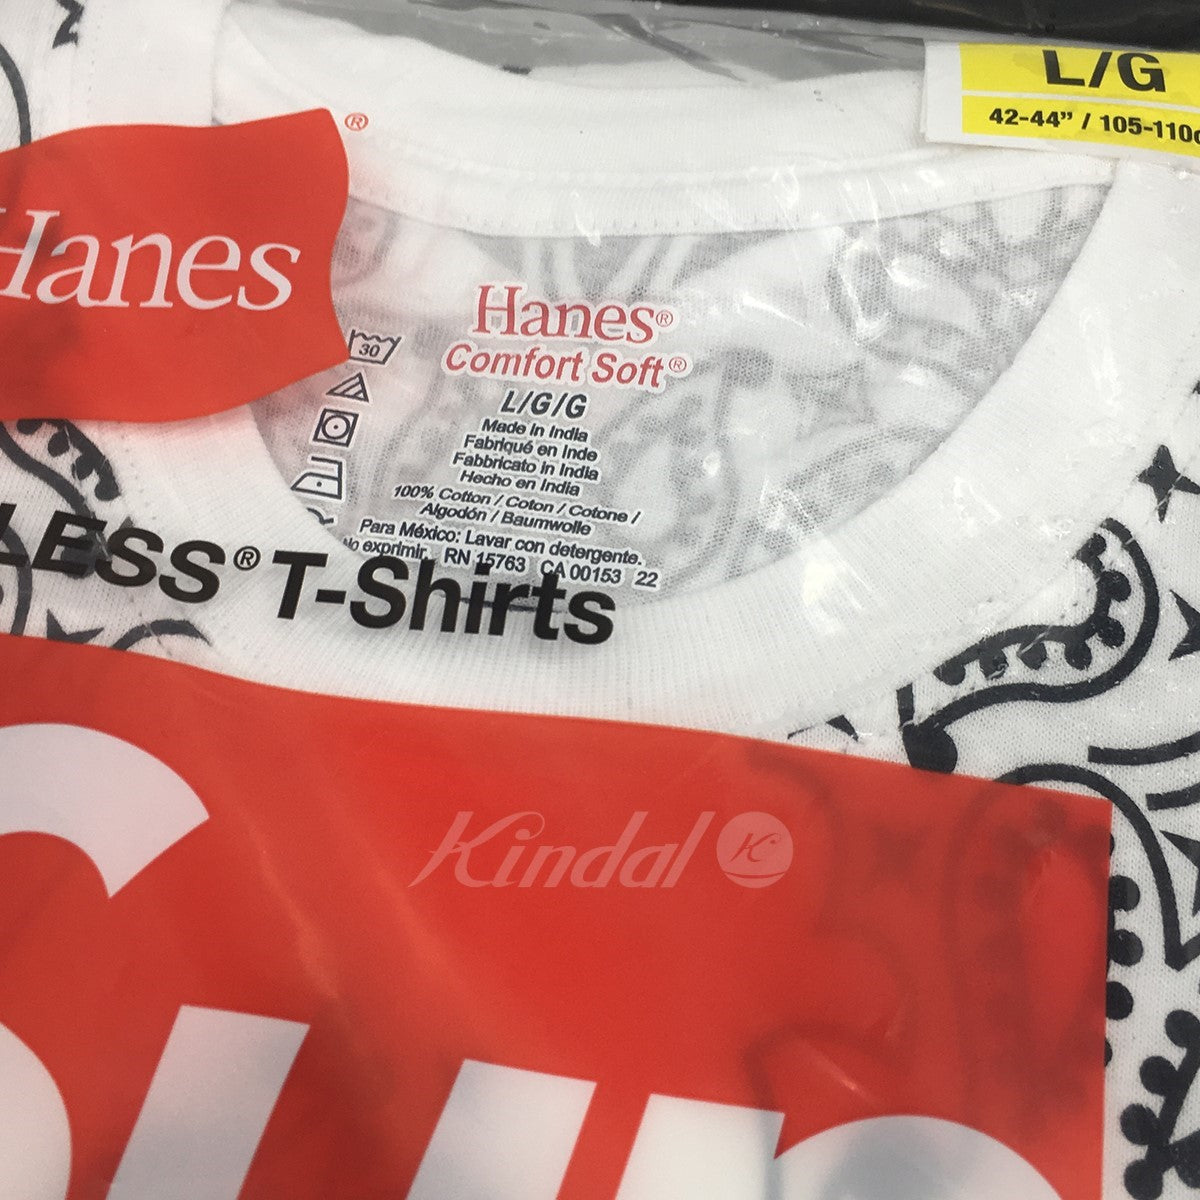 L/G
42-44” / 105-110c
®
Hanes
Hanes®
Comfort Soft®
30
L/G/G
Made in India
Fabriqué en Inde
Fabbricato in India
Hecho en India
100% Cotton / Coton / Cotone /
Algodón / Baumwolle
Para México: Lavar con detergente.
No exprimir. RN 15763 CA 00153 22
LESS® T-Shirts
Kindal K
Sup